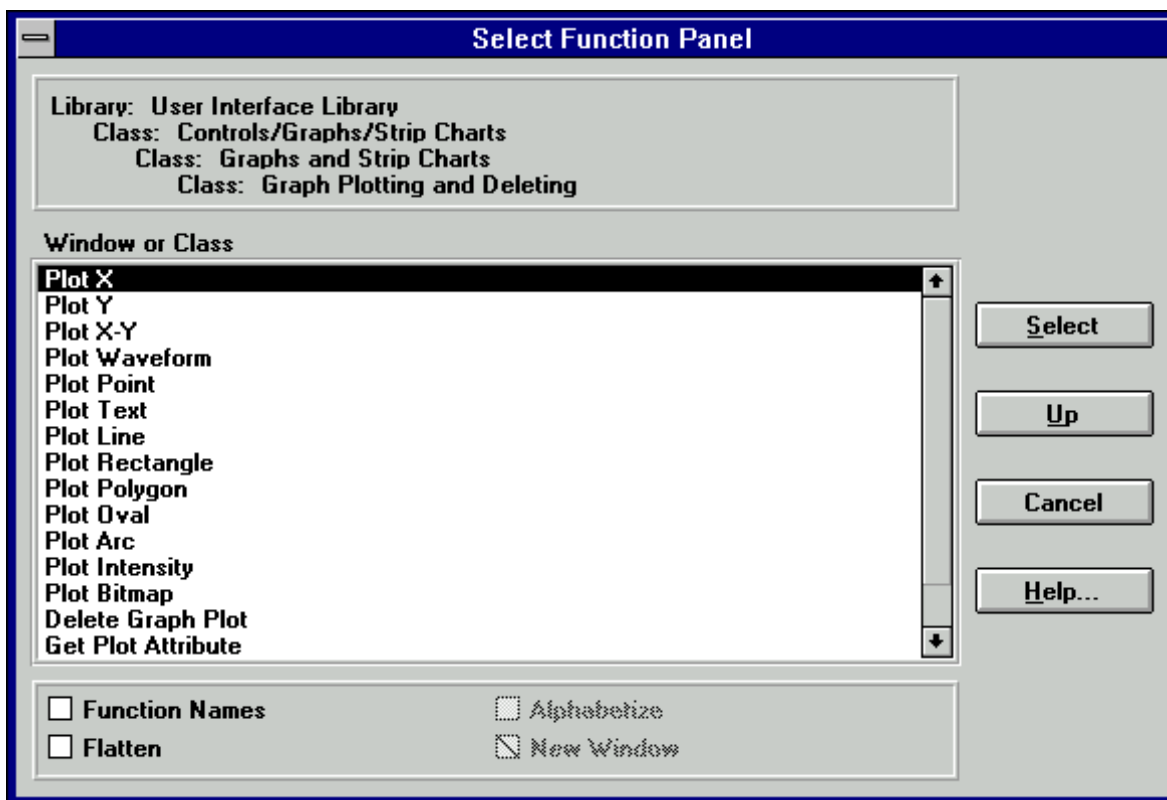 Select Function Panel
Library: User Interface Library
Class: Controls/Graphs/Strip Charts
Class: Graphs and Strip Charts
Class: Graph Plotting and Deleting
Window or Class
Plot X
Plot Y
Plot X-Y
Plot Waveform
Plot Point
Plot Text
Plot Line
Plot Rectangle
Plot Polygon
Plot Oval
Plot Arc
Plot Intensity
Plot Bitmap
Delete Graph Plot
Get Plot Attribute
Select
Up
Cancel
Help...
Function Names
Alphabetize
Flatten
New Window